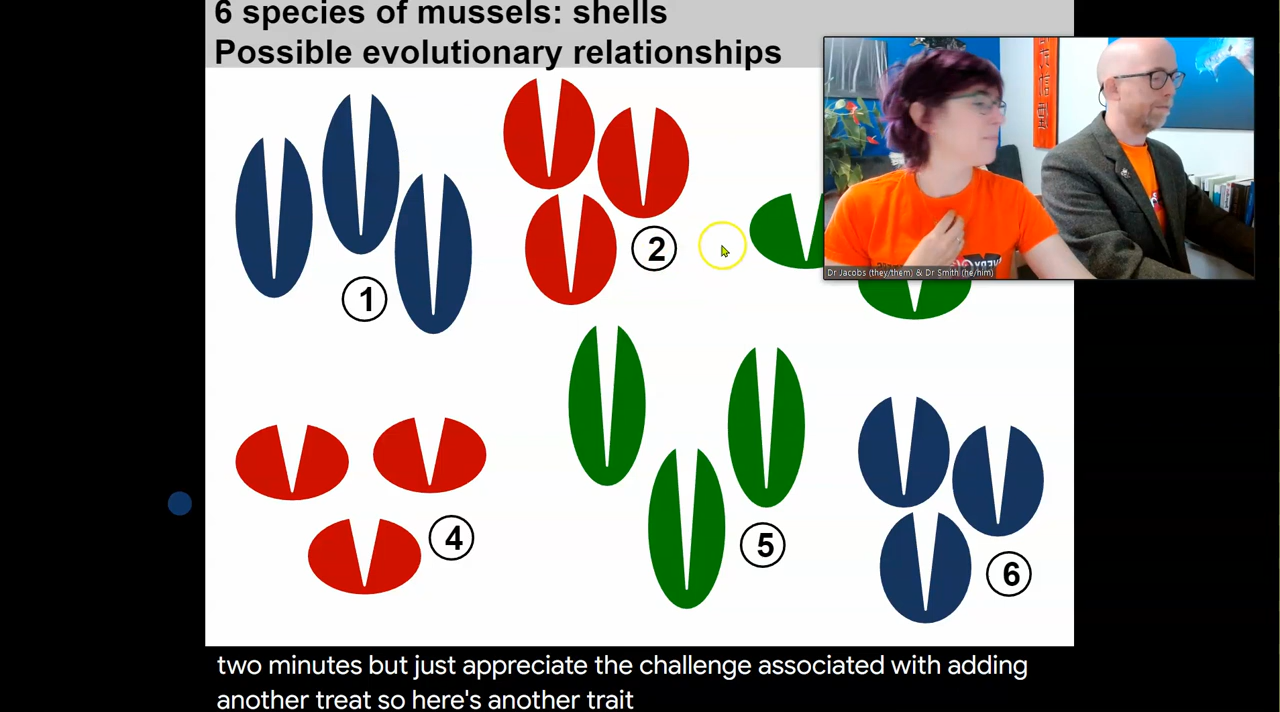 6 species of mussels: shells
Possible evolutionary relationships
1
2
Dr Jacobs (they/them) & Dr Smith (he/him)
4
5
6
two minutes but just appreciate the challenge associated with adding
another treat so here's another trait